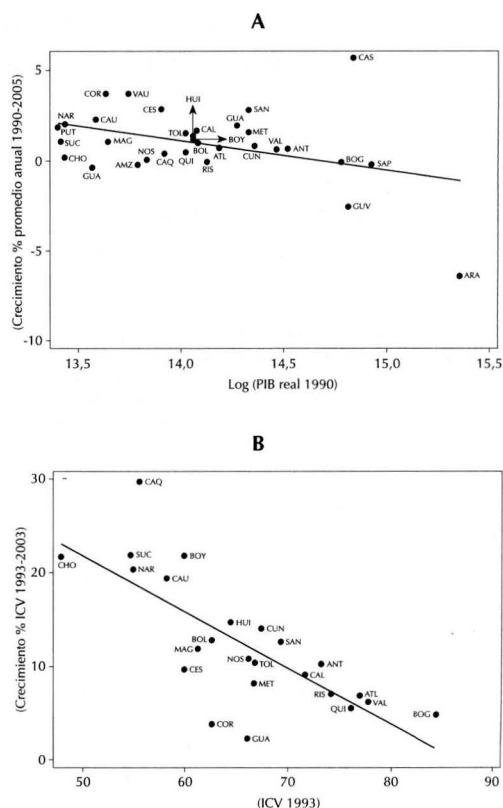 A
(Crecimiento % promedio anual 1990-2005)
5
0
-5
-10
CAS
COR
VAU
CES
HUI
SAN
NAR
CAU
GUA
PUT
TOL
CAL
MET
SUC
MAG
BOY
VAL
ANT
NOS
BOL
CHO
AMZ
CAQ
QUI
RIS
ATL
CUN
BOG
SAP
GUA
GUV
ARA
13,5
14,0
14,5
15,0
15,5
Log (PIB real 1990)
B
(Crecimiento % ICV 1993-2003)
30
20
10
0
CAQ
CHO
SUC
BOY
NAR
CAU
HUI
CUN
BOL
SAN
MAG
NOS
TOL
ANT
CES
CAL
MET
RIS
ATL
VAL
QUI
BOG
COR
GUA
50
60
70
80
90
(ICV 1993)